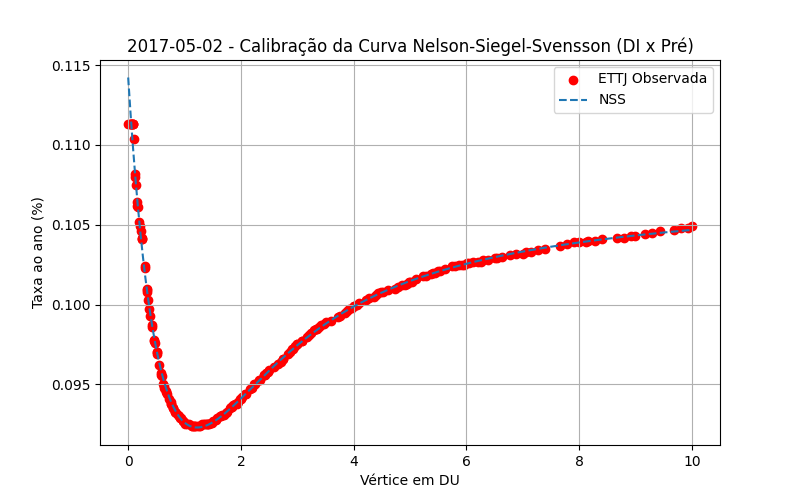 2017-05-02 - Calibração da Curva Nelson-Siegel-Svensson (DI x Pré)
ETTJ Observada
NSS
Taxa ao ano (%)
0.115
0.110
0.105
0.100
0.095
0 2 4 6 8 10
Vértice em DU